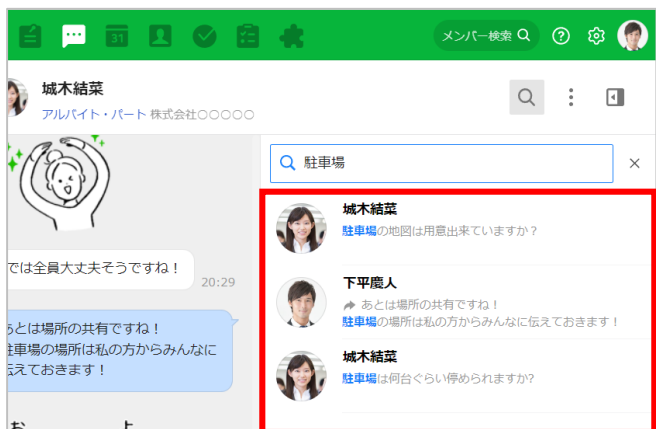 31
メンバー検索
城木結菜
アルバイト・パート 株式会社○○○○○
駐車場
では全員大丈夫そうですね！
20:29
あとは場所の共有ですね！
駐車場の場所は私の方からみんなに
伝えておきます！
城木結菜
駐車場の地図は用意出来ていますか？
下平慶人
あとは場所の共有ですね！
駐車場の場所は私の方からみんなに伝えておきます！
城木結菜
駐車場は何台ぐらい停められますか?